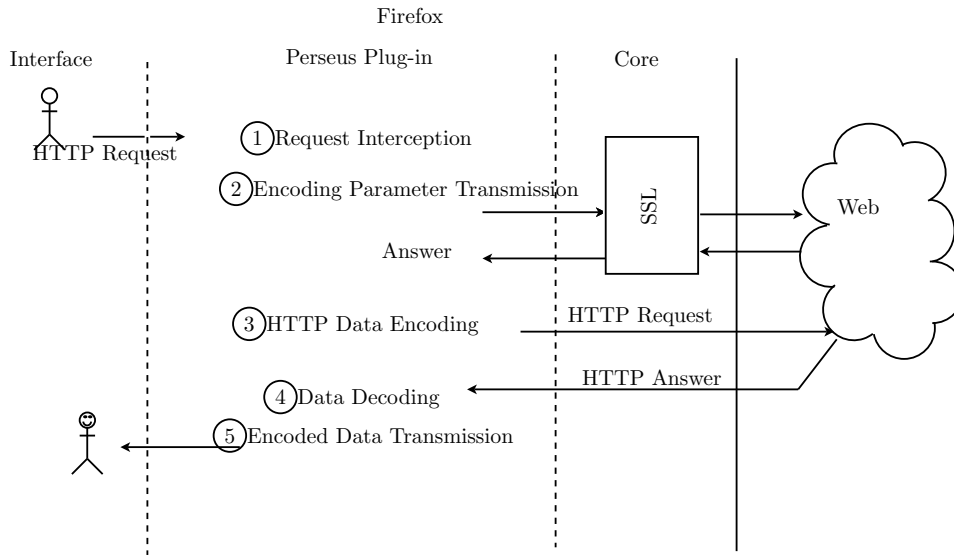 Firefox
Interface
Perseus Plug-in
Core
HTTP Request
1 Request Interception
2 Encoding Parameter Transmission
SSL
Web
Answer
3 HTTP Data Encoding
HTTP Request
HTTP Answer
4 Data Decoding
5 Encoded Data Transmission